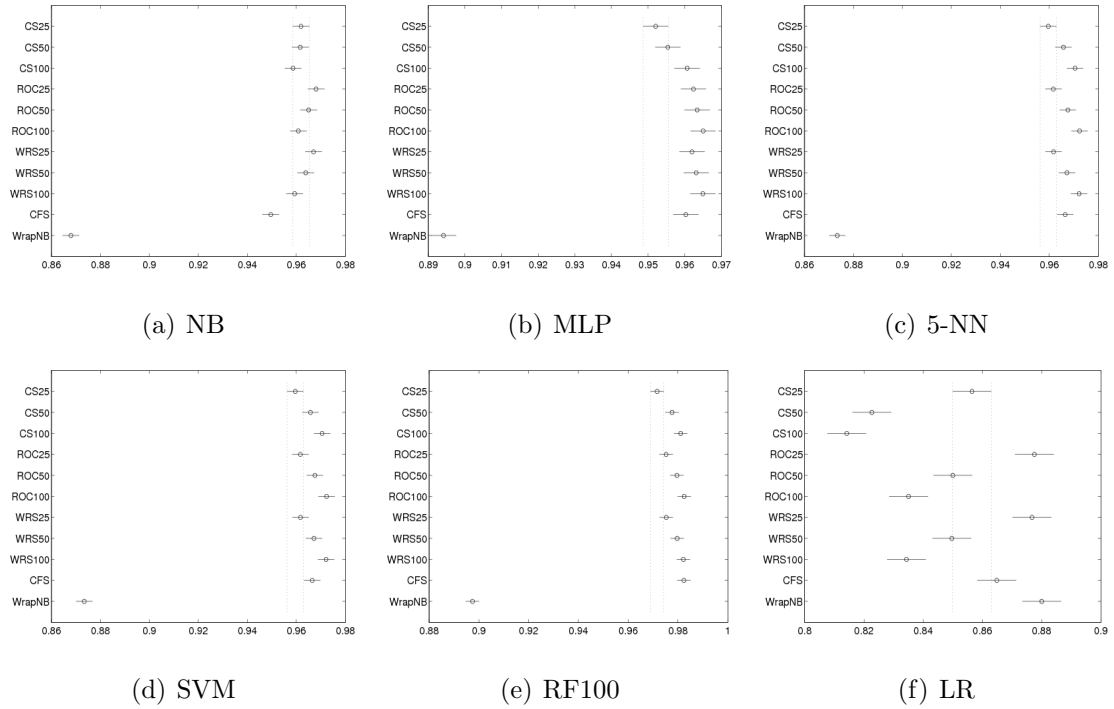 CS25
CS50
CS100
ROC25
ROC50
ROC100
WRS25
WRS50
WRS100
CFS
WrapNB
0.86 0.88 0.9 0.92 0.94 0.96 0.98
(a) NB
CS25
CS50
CS100
ROC25
ROC50
ROC100
WRS25
WRS50
WRS100
CFS
WrapNB
0.89 0.9 0.91 0.92 0.93 0.94 0.95 0.96 0.97
(b) MLP
CS25
CS50
CS100
ROC25
ROC50
ROC100
WRS25
WRS50
WRS100
CFS
WrapNB
0.86 0.88 0.9 0.92 0.94 0.96 0.98
(c) 5-NN
CS25
CS50
CS100
ROC25
ROC50
ROC100
WRS25
WRS50
WRS100
CFS
WrapNB
0.86 0.88 0.9 0.92 0.94 0.96 0.98
(d) SVM
CS25
CS50
CS100
ROC25
ROC50
ROC100
WRS25
WRS50
WRS100
CFS
WrapNB
0.88 0.9 0.92 0.94 0.96 0.98 1
(e) RF100
CS25
CS50
CS100
ROC25
ROC50
ROC100
WRS25
WRS50
WRS100
CFS
WrapNB
0.8 0.82 0.84 0.86 0.88 0.9
(f) LR